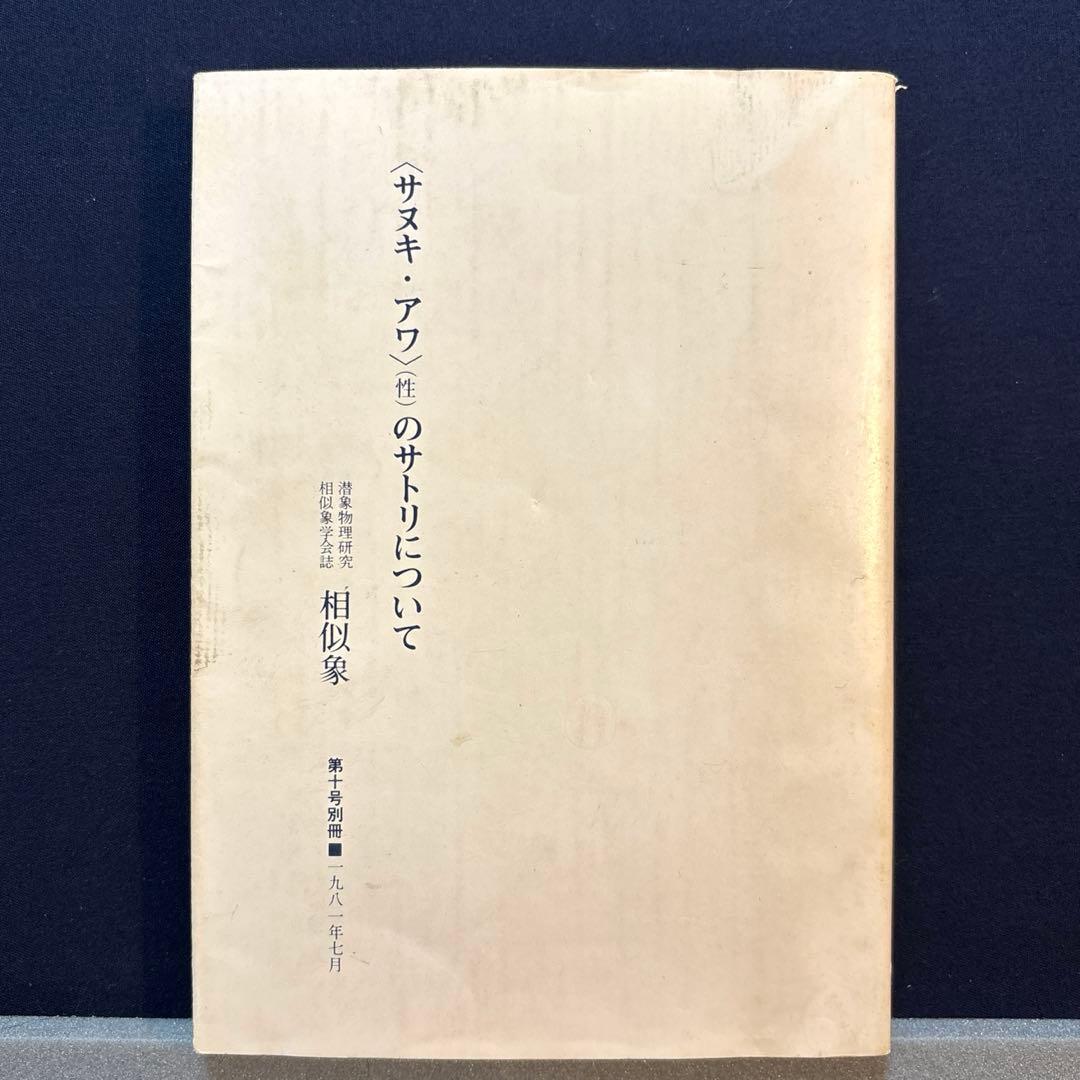 〈サヌキ・アワ〉(性)のサトリについて
潜象物理研究
相似象学会誌
相似象
第十号別冊■一九八一年七月